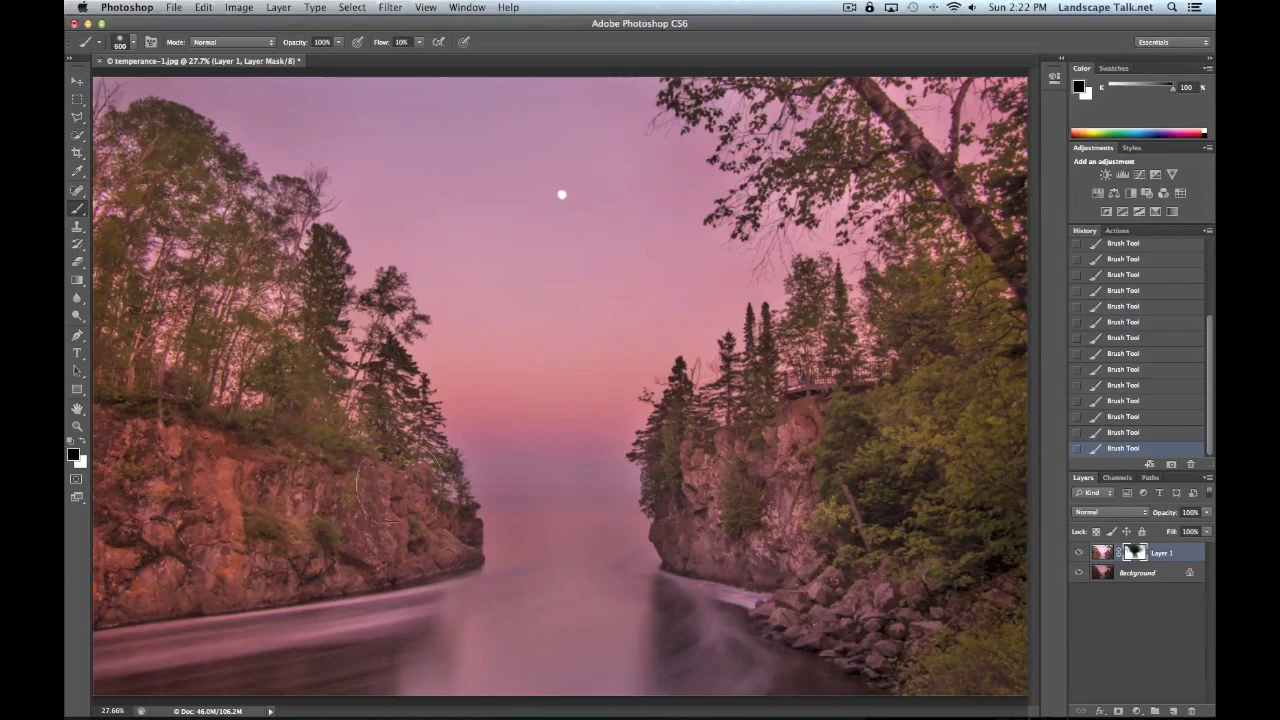 Photoshop File Edit Image Layer Type Select Filter View Window Help Sun 2:22 PM Landscape Talk.net
Adobe Photoshop CS6
600 Mode: Normal Opacity: 100% Flow: 10% Essentials
× © temperance-1.jpg @ 27.7% (Layer 1, Layer Mask/8) *
Color Swatches
K 100 %
Adjustments Styles
Add an adjustment
History Actions
Brush Tool
Brush Tool
Brush Tool
Brush Tool
Brush Tool
Brush Tool
Brush Tool
Brush Tool
Brush Tool
Brush Tool
Brush Tool
Brush Tool
Brush Tool
Brush Tool
Layers Channels Paths
Kind
Normal Opacity: 100%
Lock: Fill: 100%
Layer 1
Background
27.66% © Doc: 46.0M/106.2M